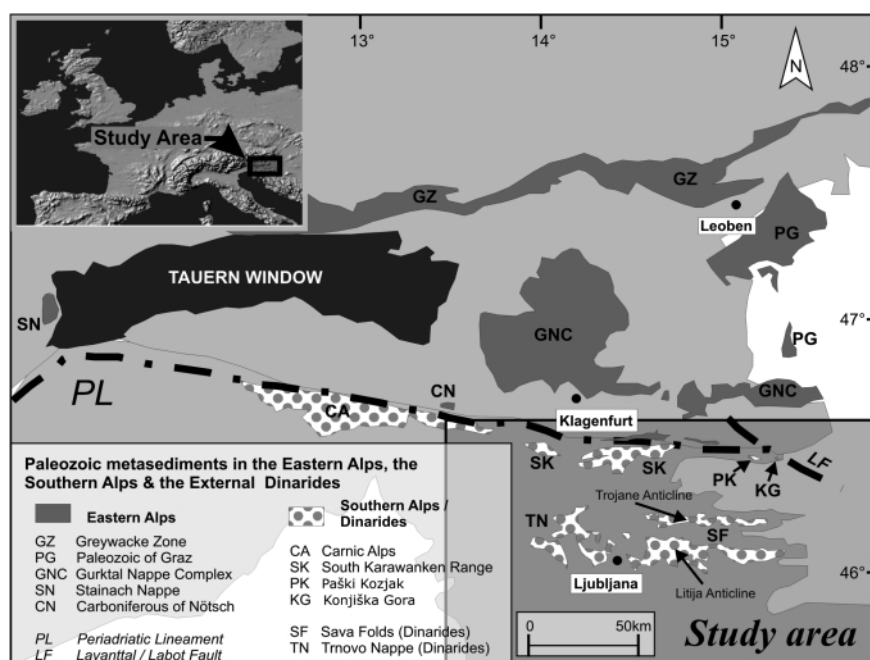 13°
14°
15°
48°
N
Study Area
GZ
GZ
Leoben
PG
TAUERN WINDOW
SN
47°
GNC
PG
PL
CN
GNC
CA
Klagenfurt
SK
SK
PK
KG
LF
Trojane Anticline
TN
SF
Ljubljana
46°
Litija Anticline
0
50km
Study area
Paleozoic metasediments in the Eastern Alps, the
Southern Alps & the External Dinarides
Eastern Alps
GZ Greywacke Zone
PG Paleozoic of Graz
GNC Gurktal Nappe Complex
SN Stainach Nappe
CN Carboniferous of Nötsch
PL Periadriatic Lineament
LF Lavanttal / Labot Fault
Southern Alps /
Dinarides
CA Carnic Alps
SK South Karawanken Range
PK Paški Kozjak
KG Konjiška Gora
SF Sava Folds (Dinarides)
TN Trnovo Nappe (Dinarides)